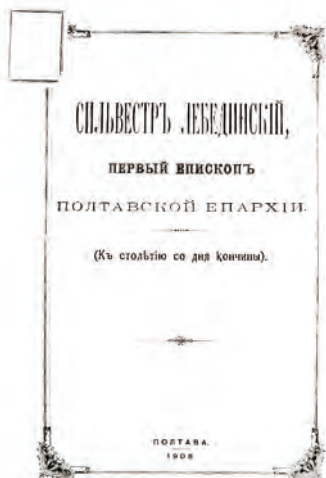 СИЛЬВЕСТРЪ ЛЕБЕДИНСКІЙ,
ПЕРВЫЙ ЕПИСКОПЪ
ПОЛТАВСКОЙ ЕПАРХІИ.
(Къ столѣтію со дня кончины).
ПОЛТАВА.
1908